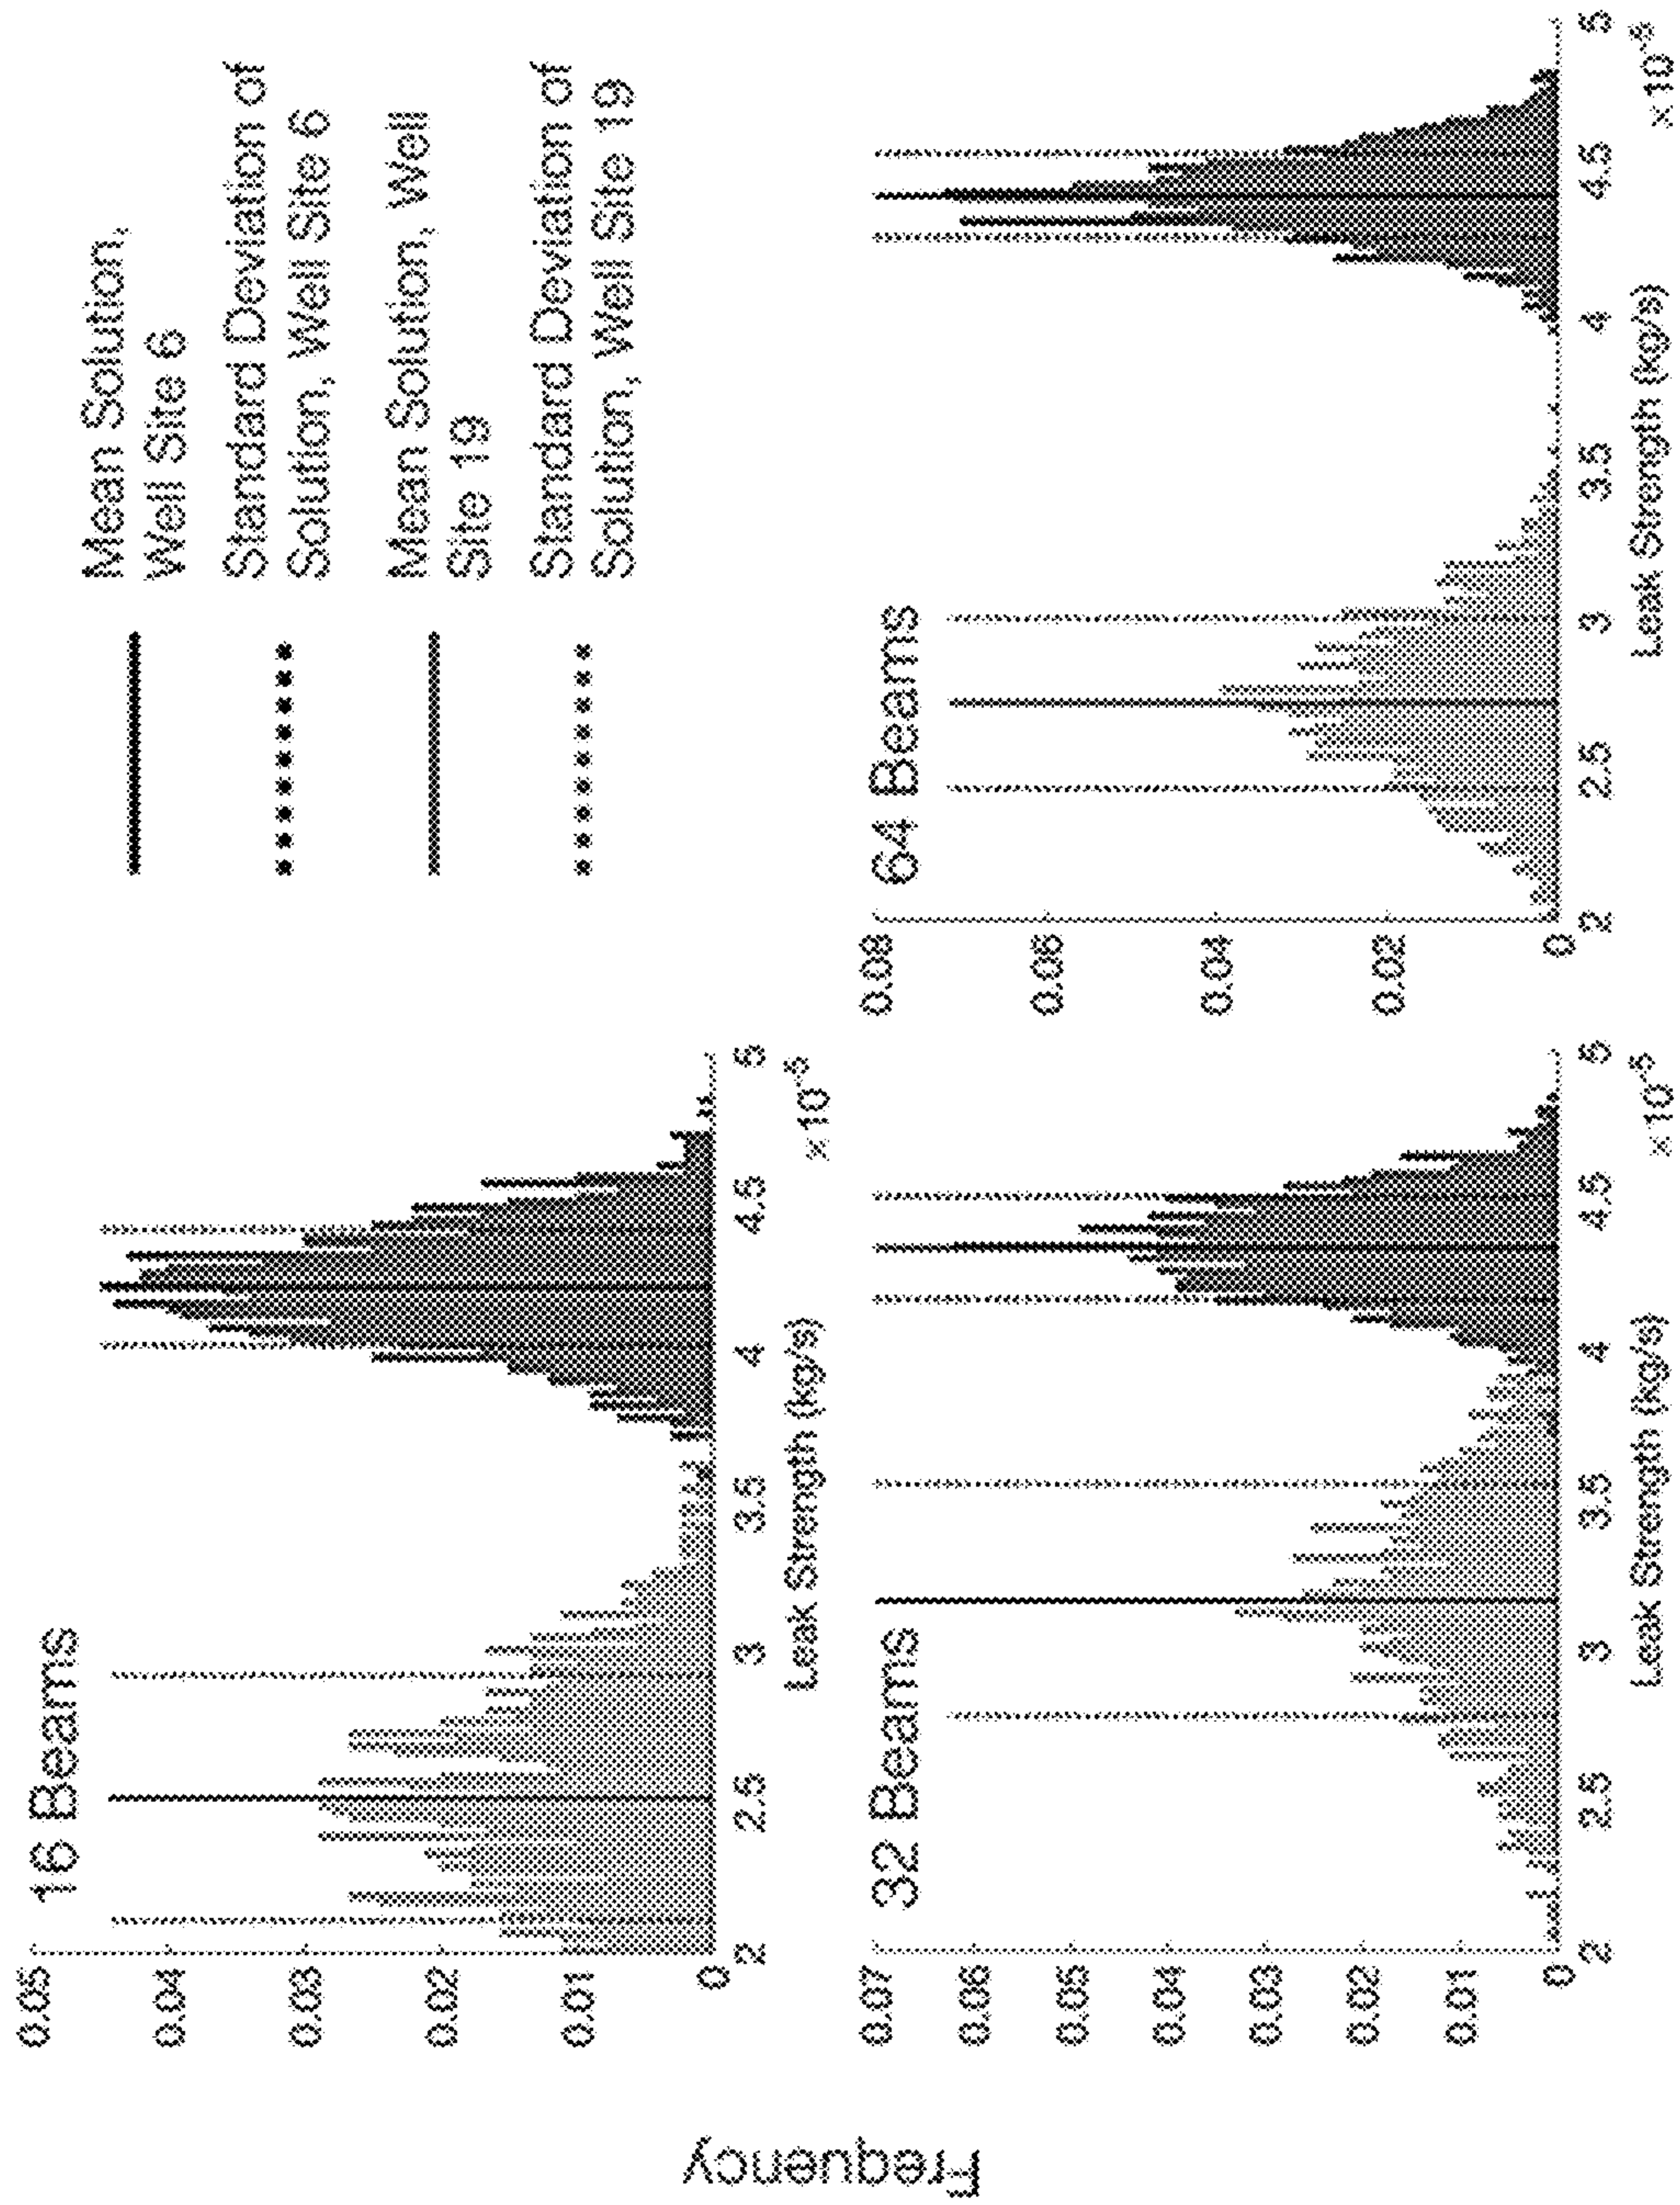 Frequency
16 Beams
0.05
0.04
0.03
0.02
0.01
0
2
2.5
3
3.5
4
4.5
5
Leak Strength (kg/s)
×10-5
Mean Solution,
Well Site 6
Standard Deviation of
Solution, Well Site 6
Mean Solution, Well
Site 19
Standard Deviation of
Solution, Well Site 19
32 Beams
0.07
0.06
0.05
0.04
0.03
0.02
0.01
0
2
2.5
3
3.5
4
4.5
5
Leak Strength (kg/s)
×10-5
64 Beams
0.08
0.06
0.04
0.02
0
2
2.5
3
3.5
4
4.5
5
Leak Strength (kg/s)
×10-5